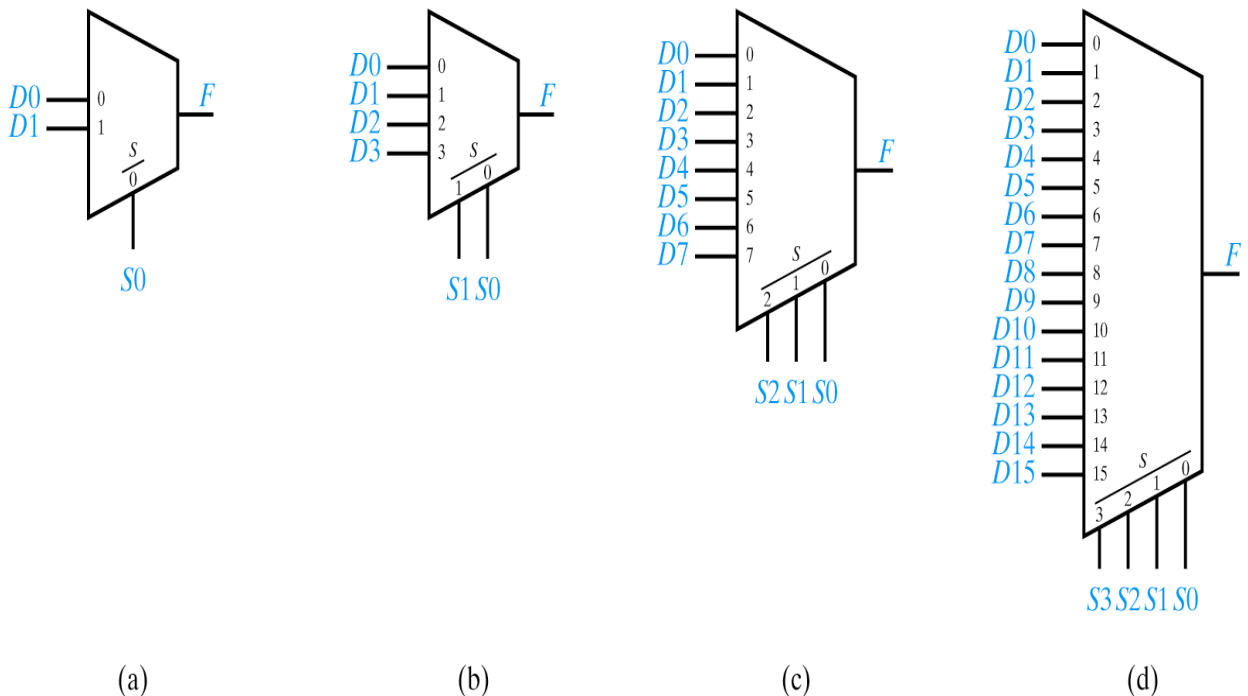 D0
D1
0
1
F
S
0
S0
(a)
D0
D1
D2
D3
0
1
2
3
F
S
1 0
S1 S0
(b)
D0
D1
D2
D3
D4
D5
D6
D7
0
1
2
3
4
5
6
7
F
S
2 1 0
S2 S1 S0
(c)
D0
D1
D2
D3
D4
D5
D6
D7
D8
D9
D10
D11
D12
D13
D14
D15
0
1
2
3
4
5
6
7
8
9
10
11
12
13
14
15
F
S
3 2 1 0
S3 S2 S1 S0
(d)